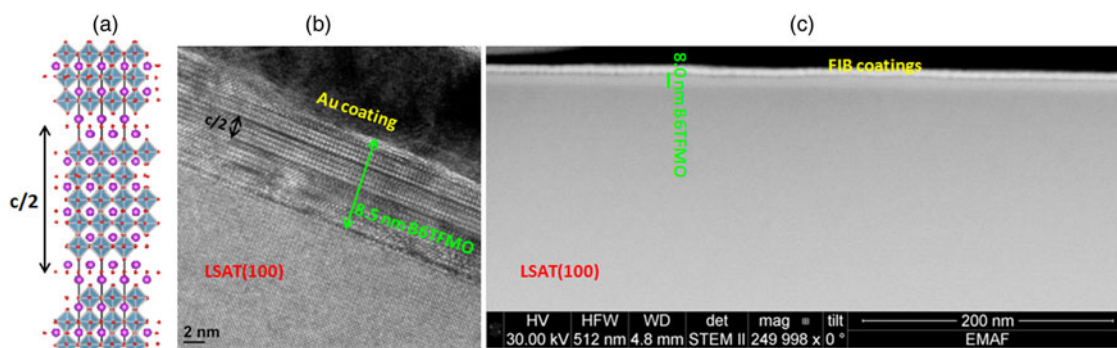 (a)
(b)
(c)
c/2
Au coating
c/2
8.5 nm B6TFMO
LSAT(100)
2 nm
8.0 nm B6TFMO
FIB coatings
LSAT(100)
HV HFW WD det mag tilt 200 nm
30.00 kV 512 nm 4.8 mm STEM II 249 998 x 0 ° EMAF